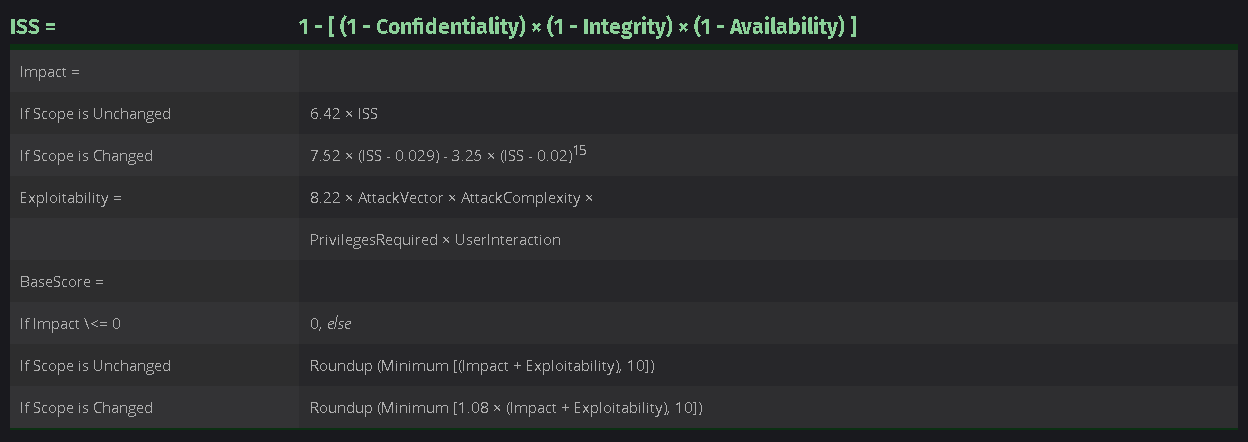 ISS = 1 - [ (1 - Confidentiality) × (1 - Integrity) × (1 - Availability) ]
Impact =
If Scope is Unchanged 6.42 × ISS
If Scope is Changed 7.52 × (ISS - 0.029) - 3.25 × (ISS - 0.02)^15
Exploitability = 8.22 × AttackVector × AttackComplexity ×
PrivilegesRequired × UserInteraction
BaseScore =
If Impact \<= 0 0, else
If Scope is Unchanged Roundup (Minimum [(Impact + Exploitability), 10])
If Scope is Changed Roundup (Minimum [1.08 × (Impact + Exploitability), 10])